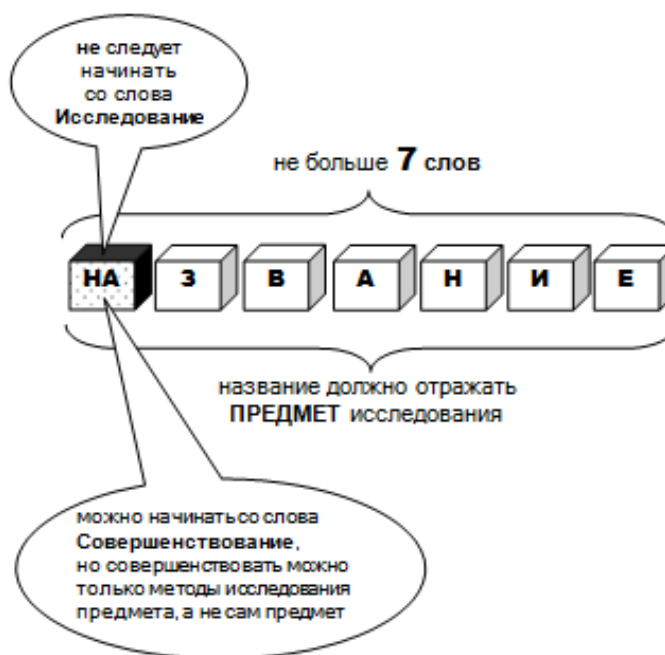 не следует
начинать
со слова
Исследование
не больше 7 слов
НА З В А Н И Е
название должно отражать
ПРЕДМЕТ исследования
можно начинать со слова
Совершенствование,
но совершенствовать можно
только методы исследования
предмета, а не сам предмет